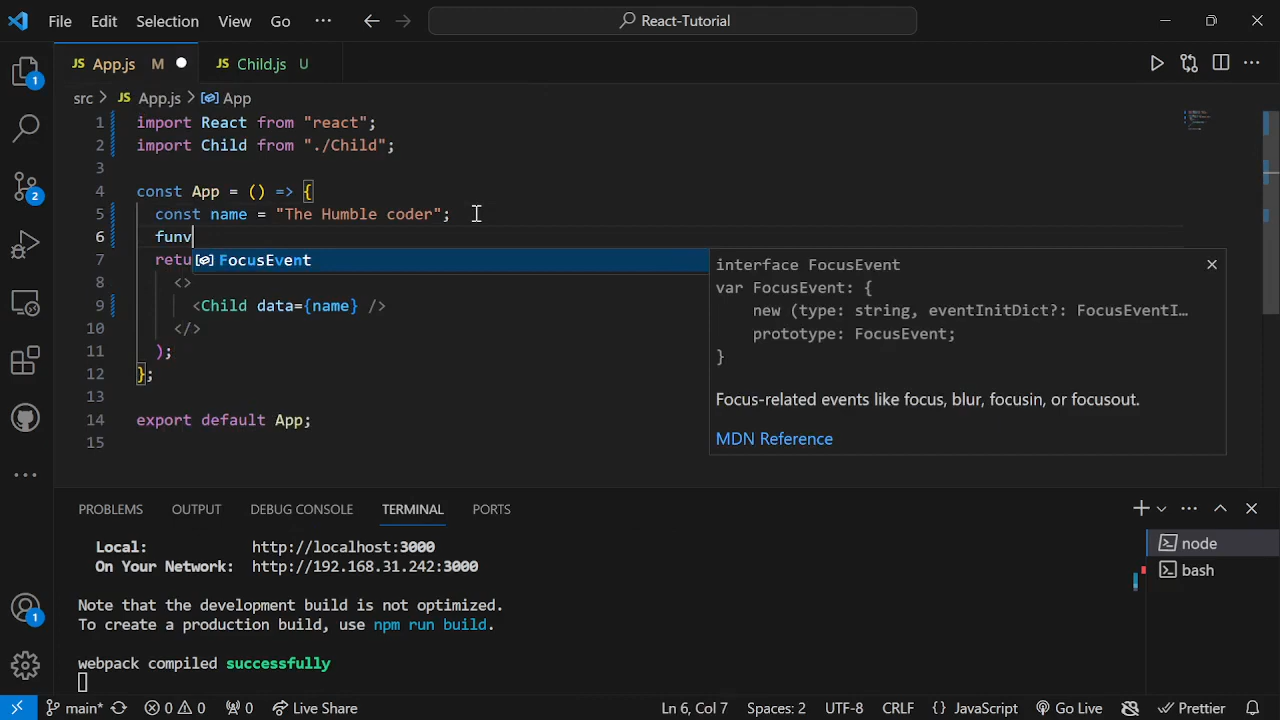 File Edit Selection View Go ··· React-Tutorial
JS App.js M JS Child.js U
src > JS App.js > App
1 import React from "react";
2 import Child from "./Child";
3
4 const App = () => {
5 const name = "The Humble coder";
6 funv
7 retu
FocusEvent
8 <>
9 <Child data={name} />
10 </>
11 );
12 };
13
14 export default App;
15
interface FocusEvent
var FocusEvent: {
new (type: string, eventInitDict?: FocusEventI…
prototype: FocusEvent;
}
Focus-related events like focus, blur, focusin, or focusout.
MDN Reference
1
2
1
PROBLEMS OUTPUT DEBUG CONSOLE TERMINAL PORTS
Local: http://localhost:3000
On Your Network: http://192.168.31.242:3000
Note that the development build is not optimized.
To create a production build, use npm run build.
webpack compiled successfully
node
bash
main* 0 0 0 Live Share Ln 6, Col 7 Spaces: 2 UTF-8 CRLF {} JavaScript Go Live Prettier